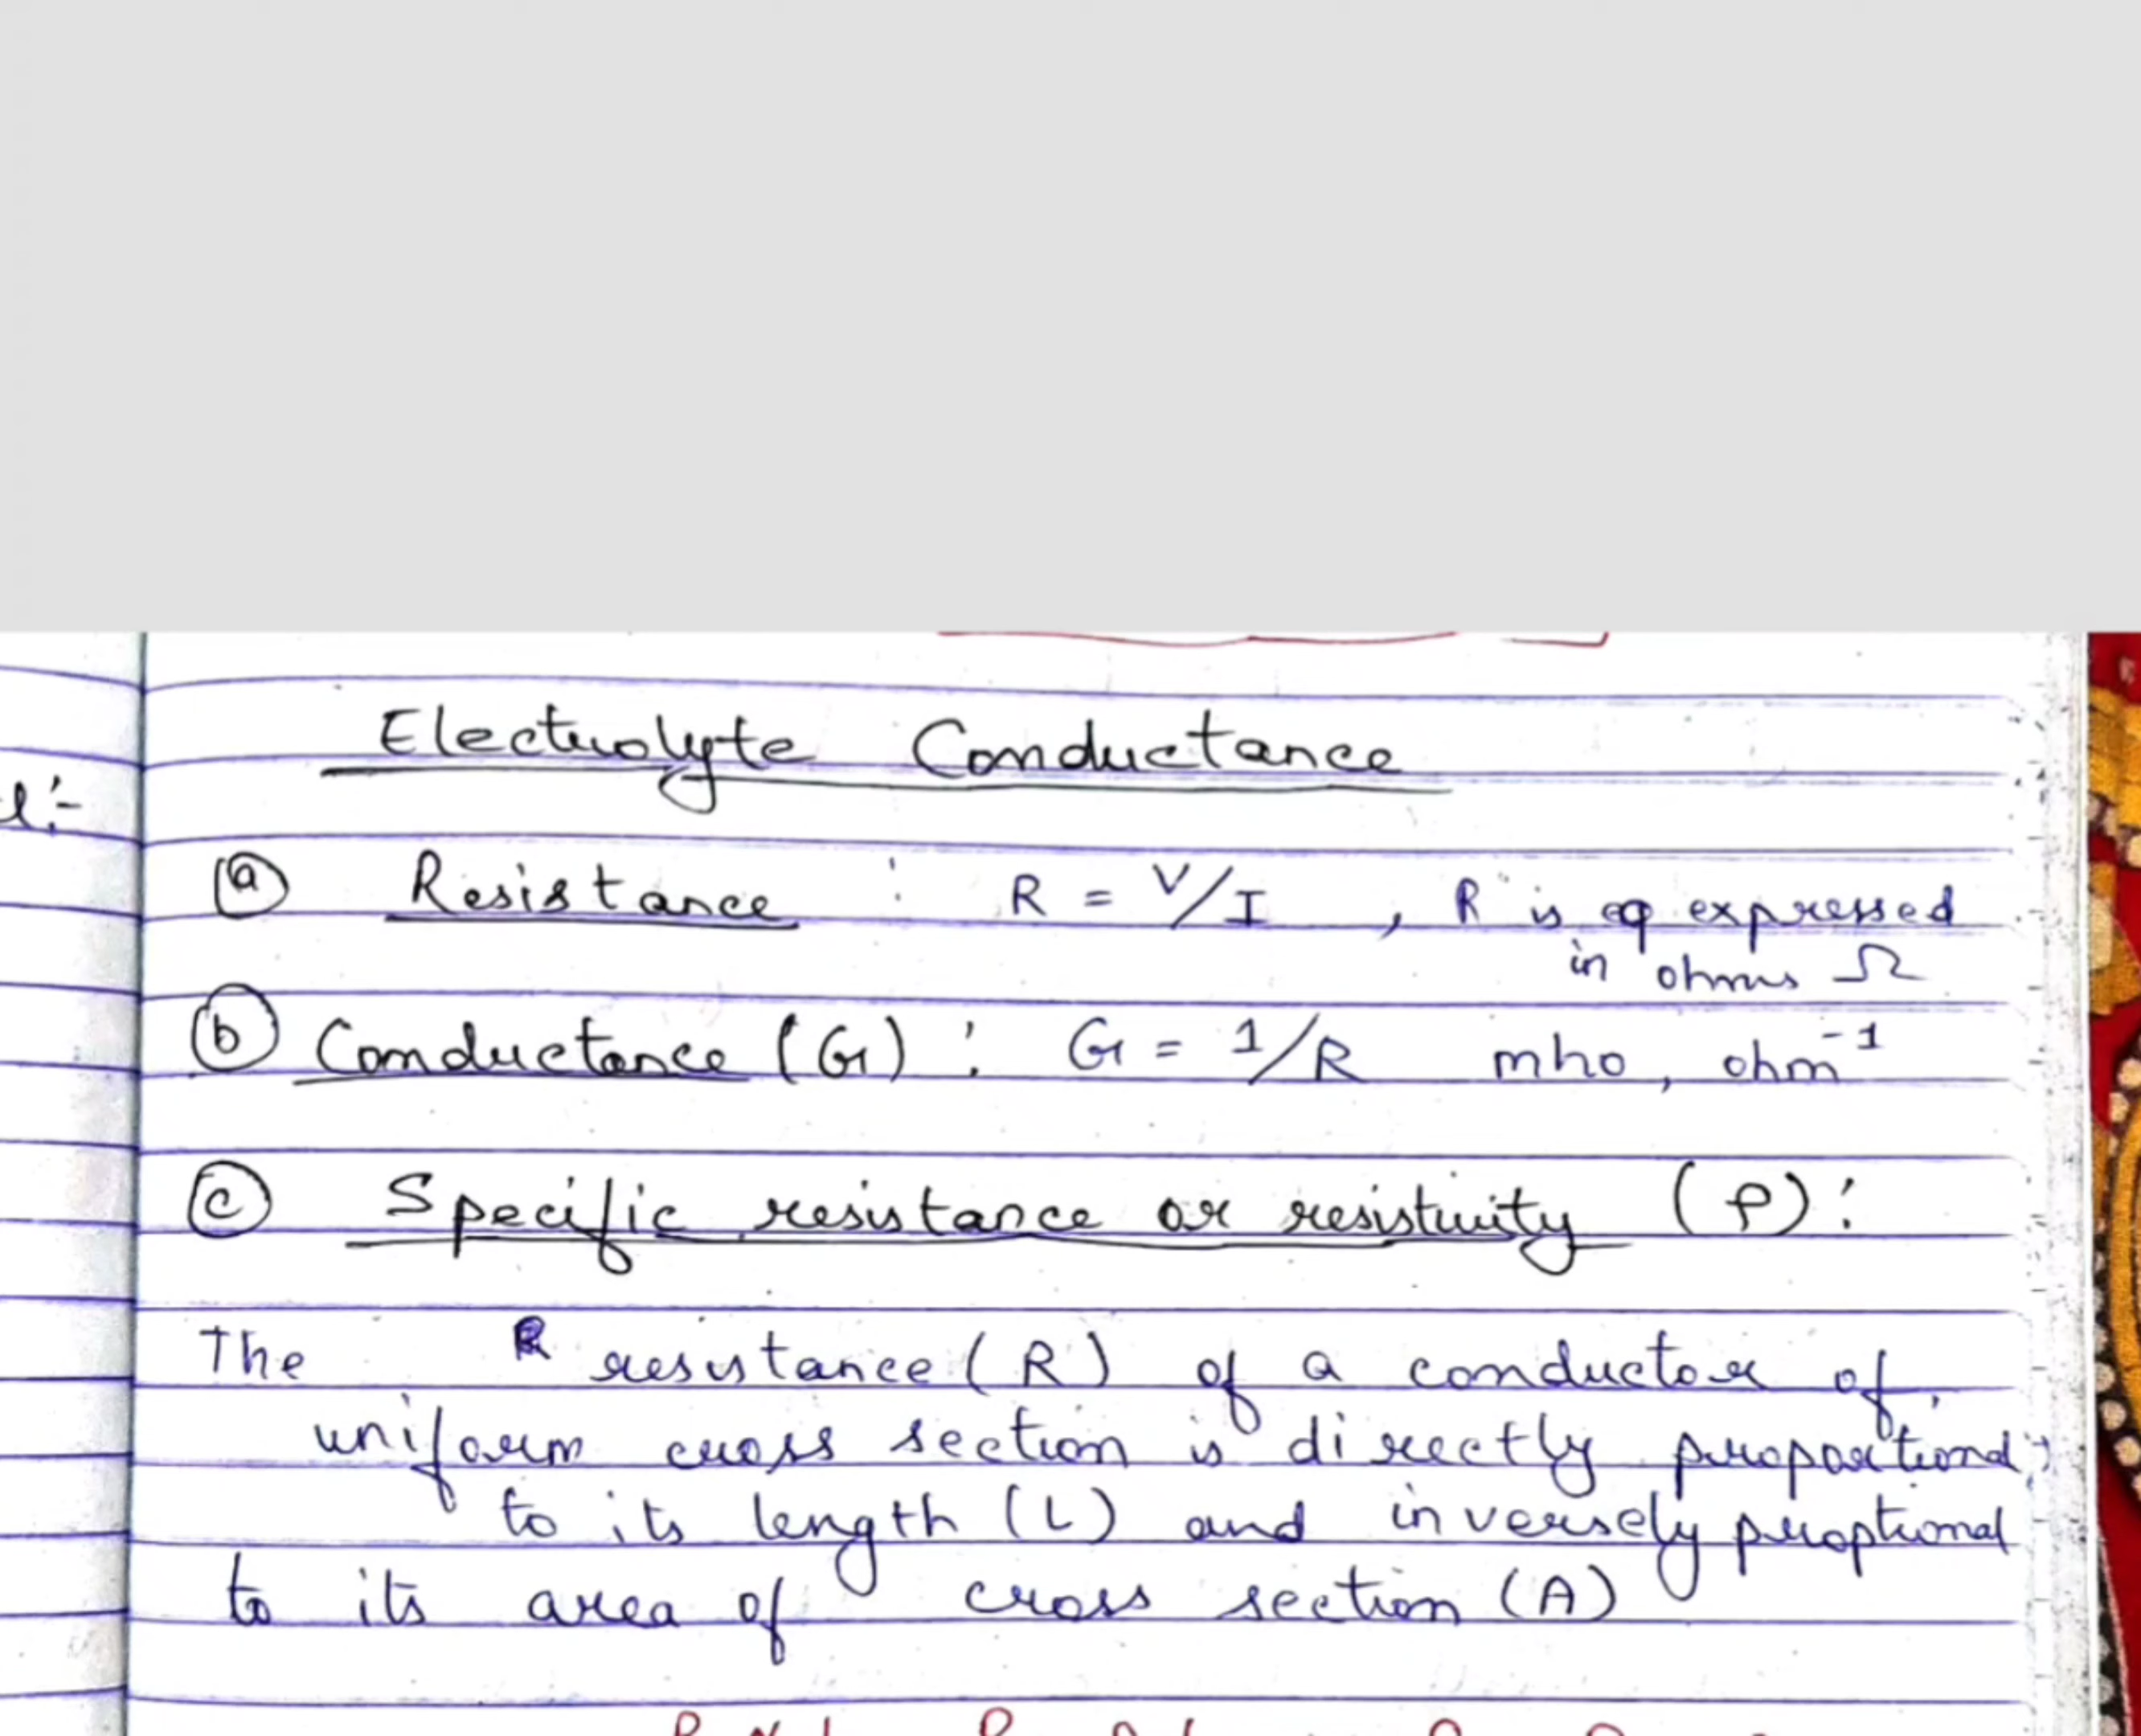 Electrolyte Conductance
(a) Resistance : R = V/I , R is eq expressed
in ohms Ω
(b) Conductance (G) : G = 1/R mho, ohm⁻¹
(c) Specific resistance or resistivity (ρ):
The R resistance (R) of a conductor of
uniform cross section is directly proportional
to its length (L) and inversely proptional
to its area of cross section (A)